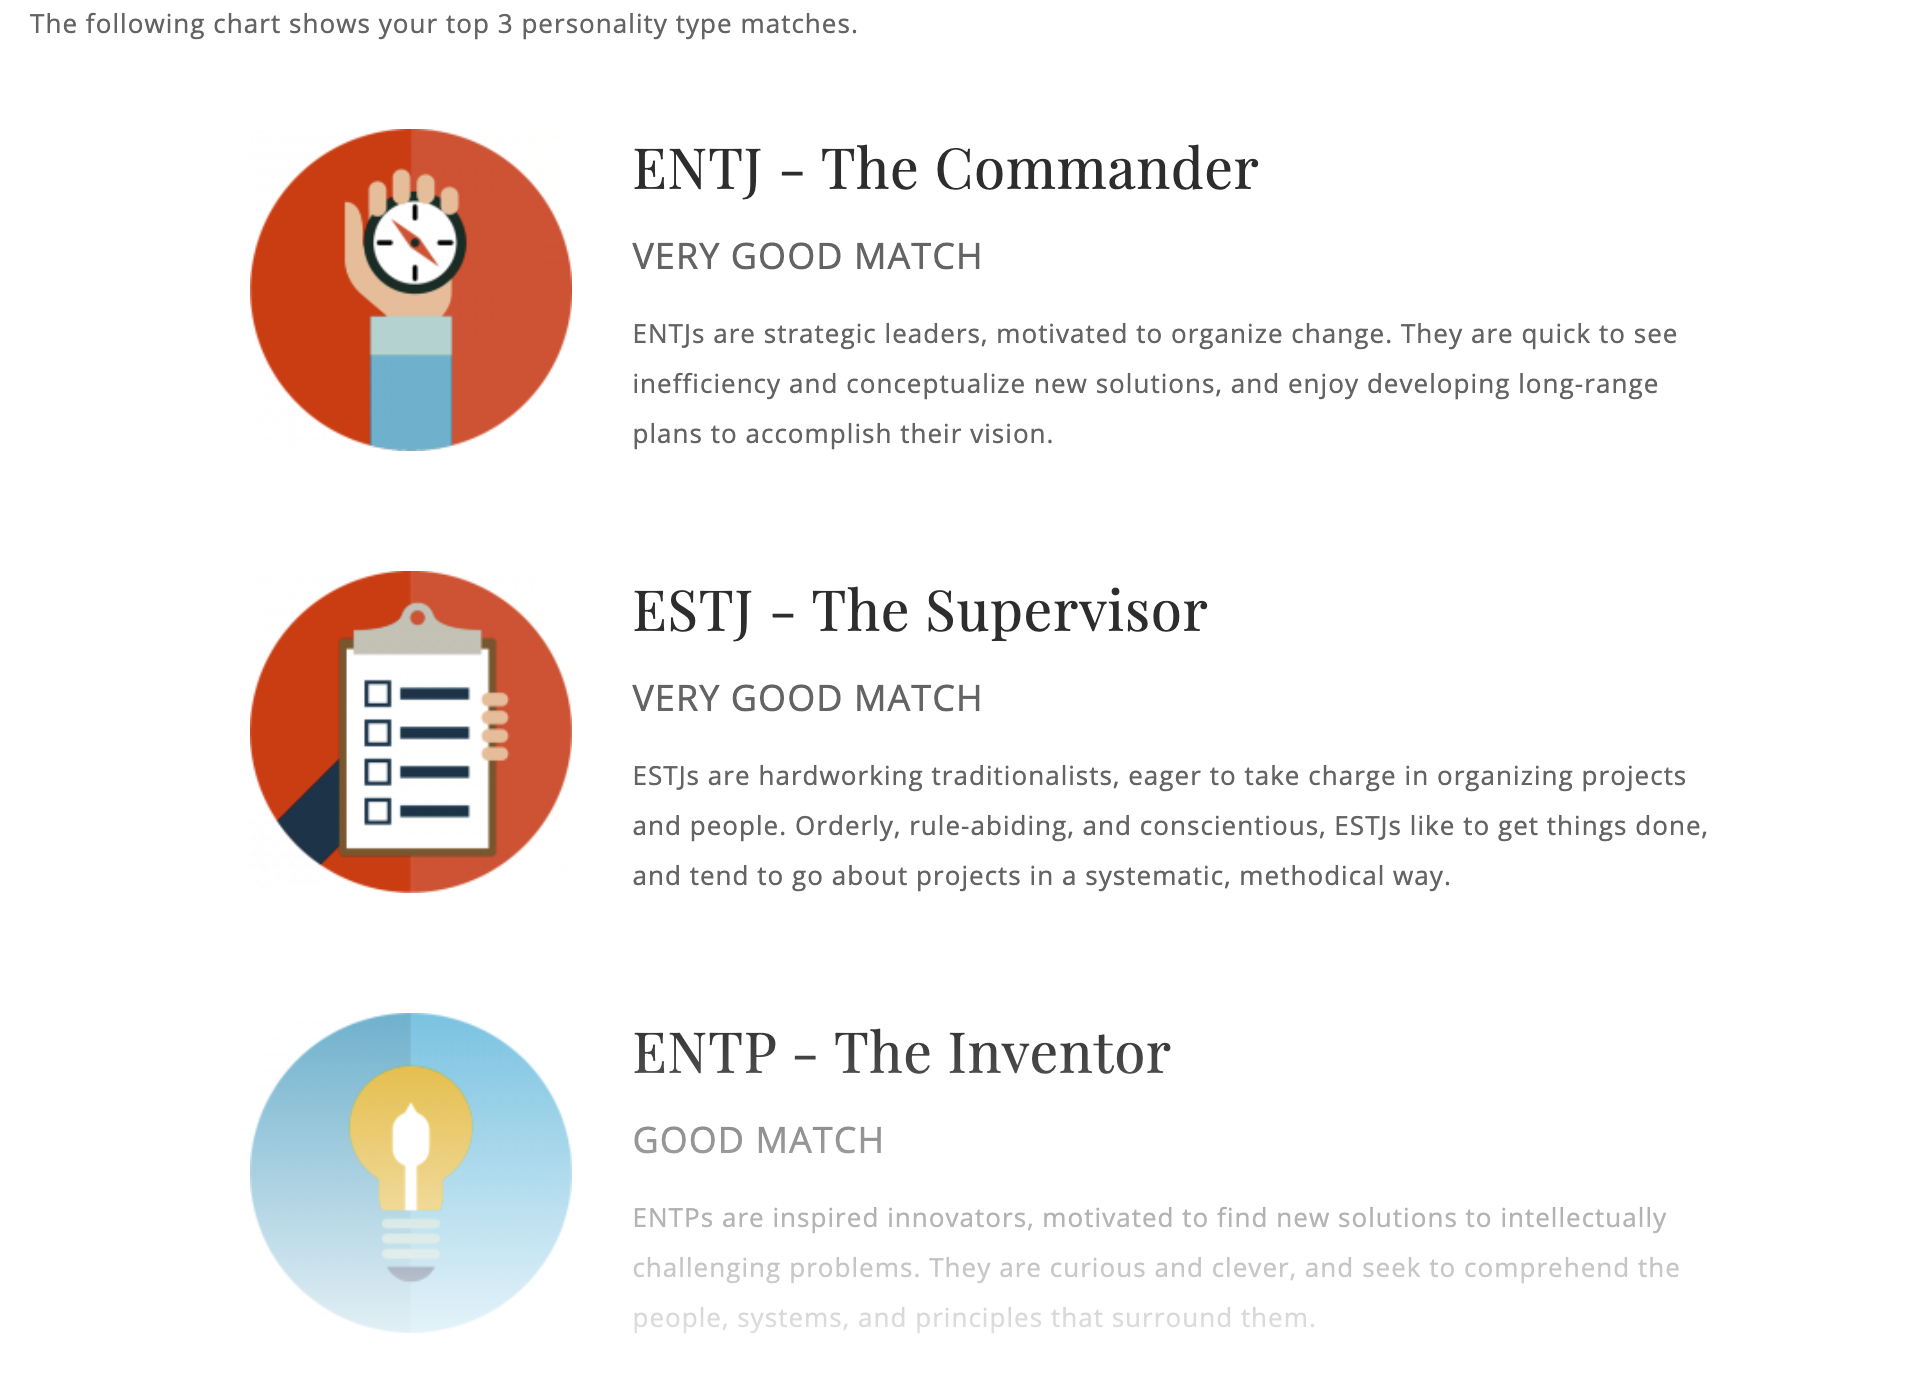 The following chart shows your top 3 personality type matches.
ENTJ – The Commander
VERY GOOD MATCH
ENTJs are strategic leaders, motivated to organize change. They are quick to see
inefficiency and conceptualize new solutions, and enjoy developing long-range
plans to accomplish their vision.
ESTJ – The Supervisor
VERY GOOD MATCH
ESTJs are hardworking traditionalists, eager to take charge in organizing projects
and people. Orderly, rule-abiding, and conscientious, ESTJs like to get things done,
and tend to go about projects in a systematic, methodical way.
ENTP – The Inventor
GOOD MATCH
ENTPs are inspired innovators, motivated to find new solutions to intellectually
challenging problems. They are curious and clever, and seek to comprehend the
people, systems, and principles that surround them.